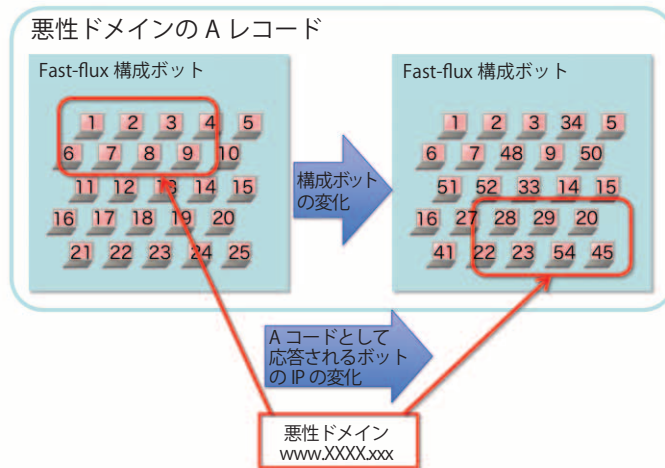 悪性ドメインの A レコード
Fast-flux 構成ボット
1 2 3 4 5
6 7 8 9 10
11 12 13 14 15
16 17 18 19 20
21 22 23 24 25
構成ボット
の変化
Fast-flux 構成ボット
1 2 3 34 5
6 7 48 9 50
51 52 33 14 15
16 27 28 29 20
41 22 23 54 45
A コードとして
応答されるボット
の IP の変化
悪性ドメイン
www.XXXX.xxx